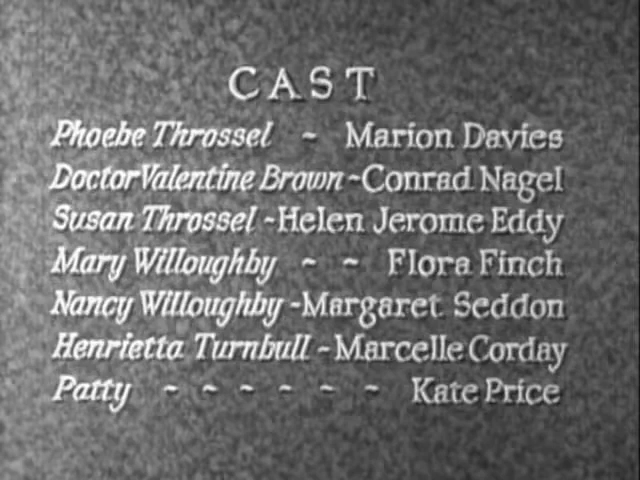 CAST
Phoebe Throssel ~ Marion Davies
Doctor Valentine Brown ~ Conrad Nagel
Susan Throssel ~ Helen Jerome Eddy
Mary Willoughby ~ ~ Flora Finch
Nancy Willoughby ~ Margaret Seddon
Henrietta Turnbull ~ Marcelle Corday
Patty ~ ~ ~ ~ ~ ~ Kate Price